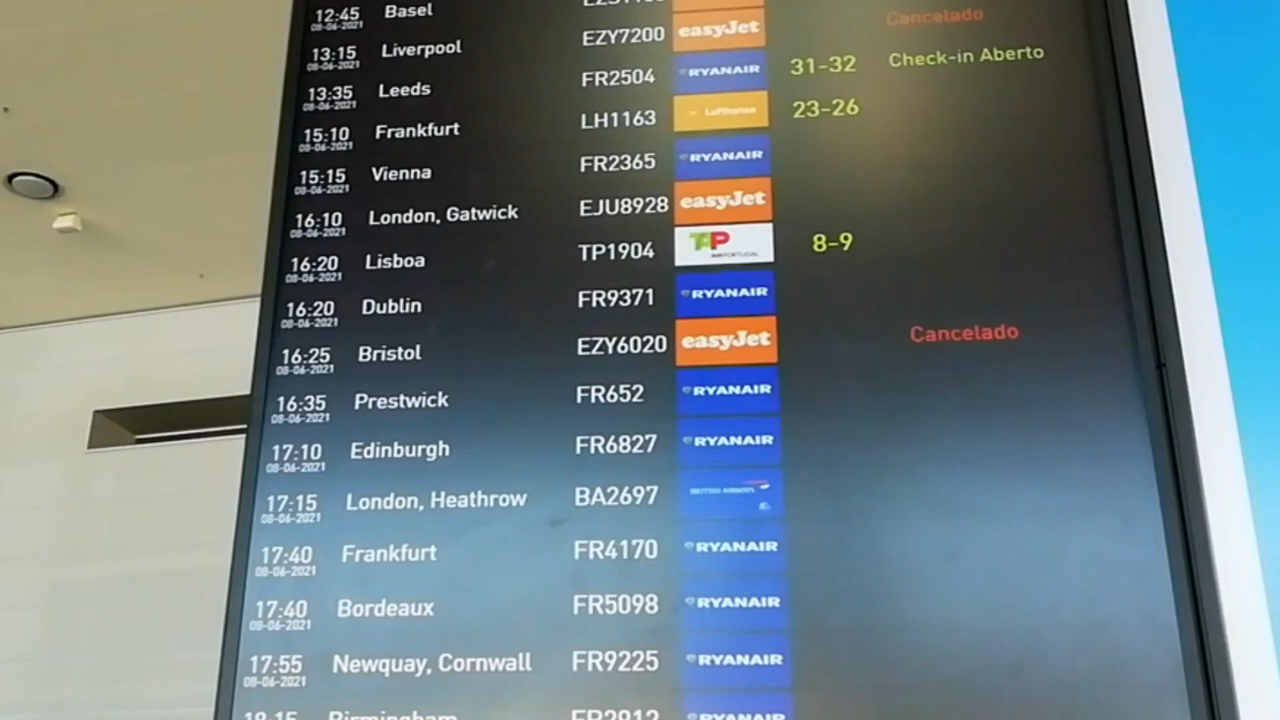 12:45 Basel
08-06-2021
13:15 Liverpool EZY7200 easyJet Cancelado
08-06-2021
13:35 Leeds FR2504 RYANAIR 31-32 Check-in Aberto
08-06-2021
15:10 Frankfurt LH1163 Lufthansa 23-26
08-06-2021
15:15 Vienna FR2365 RYANAIR
08-06-2021
16:10 London, Gatwick EJU8928 easyJet
08-06-2021
16:20 Lisboa TP1904 TAP AIR PORTUGAL 8-9
08-06-2021
16:20 Dublin FR9371 RYANAIR
08-06-2021
16:25 Bristol EZY6020 easyJet Cancelado
08-06-2021
16:35 Prestwick FR652 RYANAIR
08-06-2021
17:10 Edinburgh FR6827 RYANAIR
08-06-2021
17:15 London, Heathrow BA2697 BRITISH AIRWAYS
08-06-2021
17:40 Frankfurt FR4170 RYANAIR
08-06-2021
17:40 Bordeaux FR5098 RYANAIR
08-06-2021
17:55 Newquay, Cornwall FR9225 RYANAIR
08-06-2021
18:15 Birmingham FR2912 RYANAIR